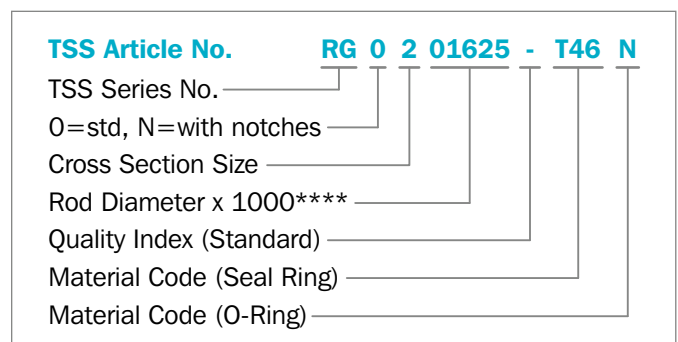 TSS Article No. RG 0 2 01625 - T46 N
TSS Series No.
0=std, N=with notches
Cross Section Size
Rod Diameter x 1000****
Quality Index (Standard)
Material Code (Seal Ring)
Material Code (O-Ring)